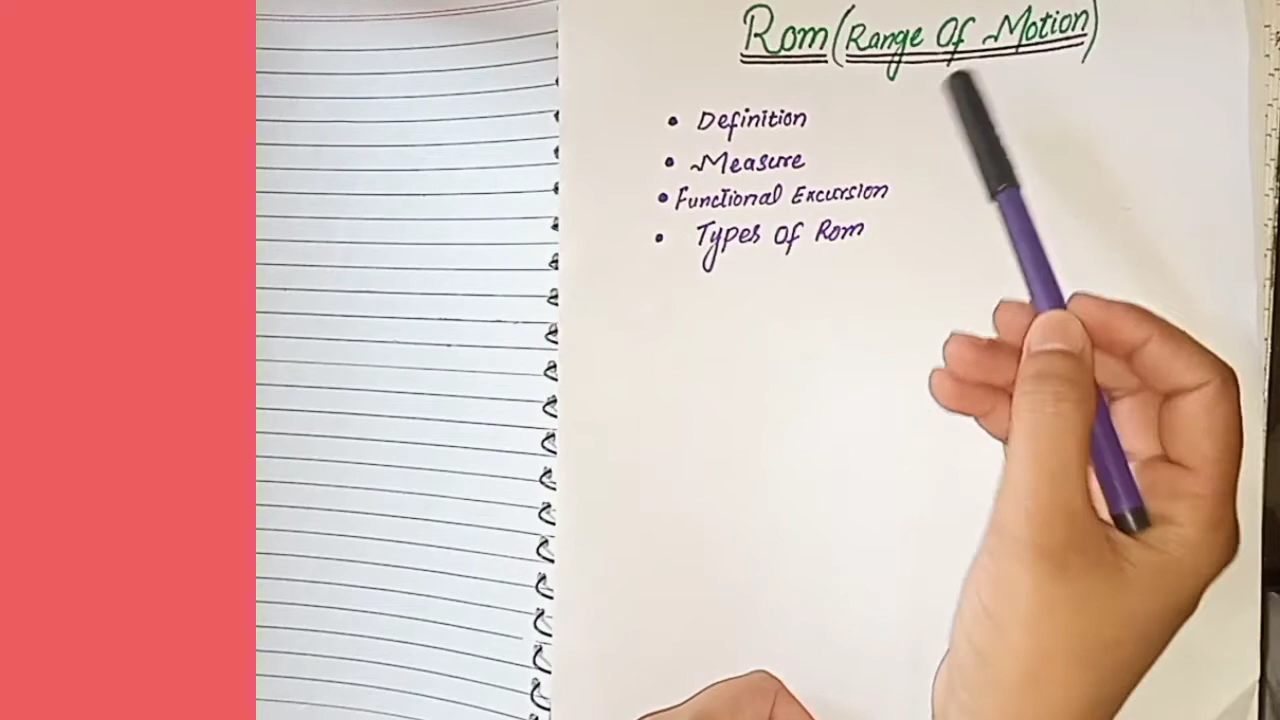 Rom (Range Of Motion)
• Definition
• Measure
• Functional Excursion
• Types Of Rom